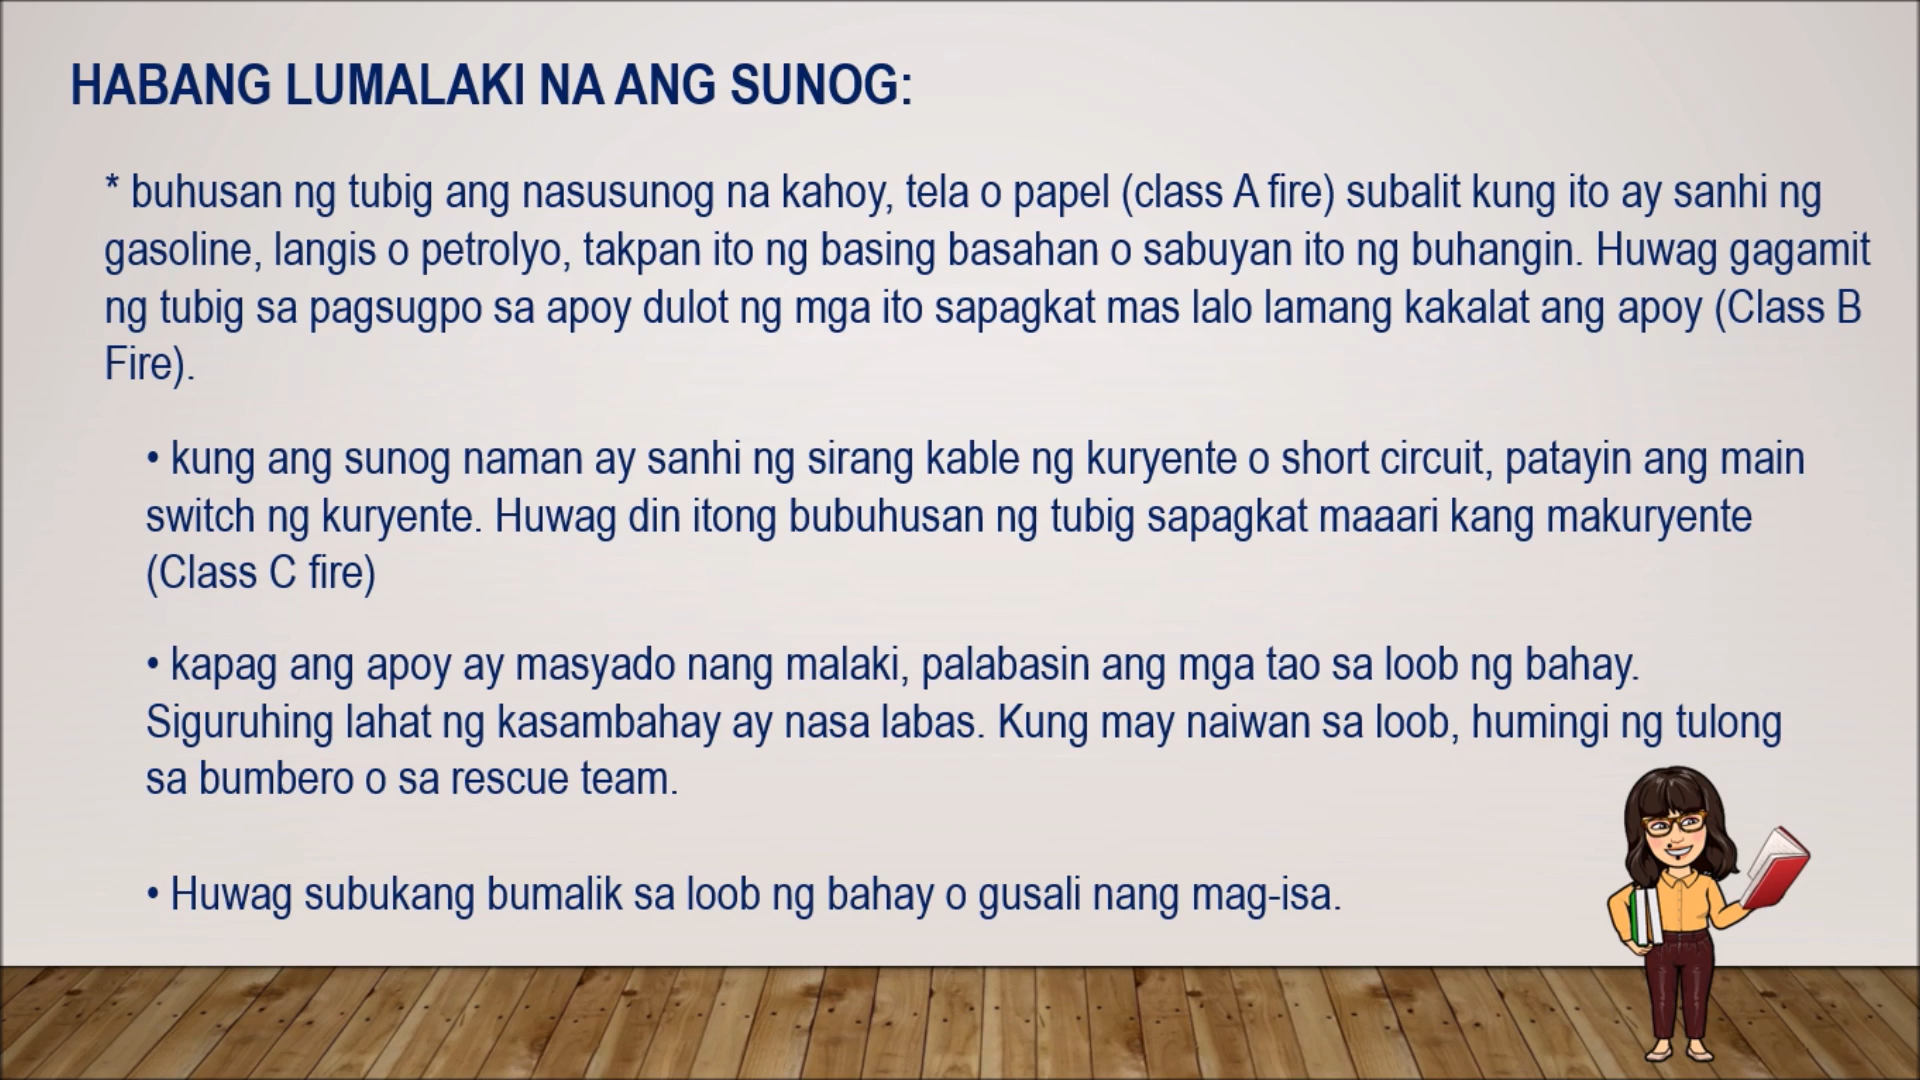 HABANG LUMALAKI NA ANG SUNOG:
* buhusan ng tubig ang nasusunog na kahoy, tela o papel (class A fire) subalit kung ito ay sanhi ng
gasoline, langis o petrolyo, takpan ito ng basing basahan o sabuyan ito ng buhangin. Huwag gagamit
ng tubig sa pagsugpo sa apoy dulot ng mga ito sapagkat mas lalo lamang kakalat ang apoy (Class B
Fire).
• kung ang sunog naman ay sanhi ng sirang kable ng kuryente o short circuit, patayin ang main
switch ng kuryente. Huwag din itong bubuhusan ng tubig sapagkat maaari kang makuryente
(Class C fire)
• kapag ang apoy ay masyado nang malaki, palabasin ang mga tao sa loob ng bahay.
Siguruhing lahat ng kasambahay ay nasa labas. Kung may naiwan sa loob, humingi ng tulong
sa bumbero o sa rescue team.
• Huwag subukang bumalik sa loob ng bahay o gusali nang mag-isa.